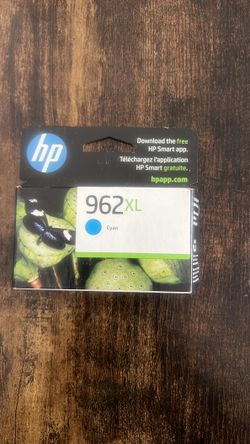 hp
Download the free
HP Smart app.
Téléchargez l'application
HP Smart gratuite.
hpapp.com
962XL
Cyan